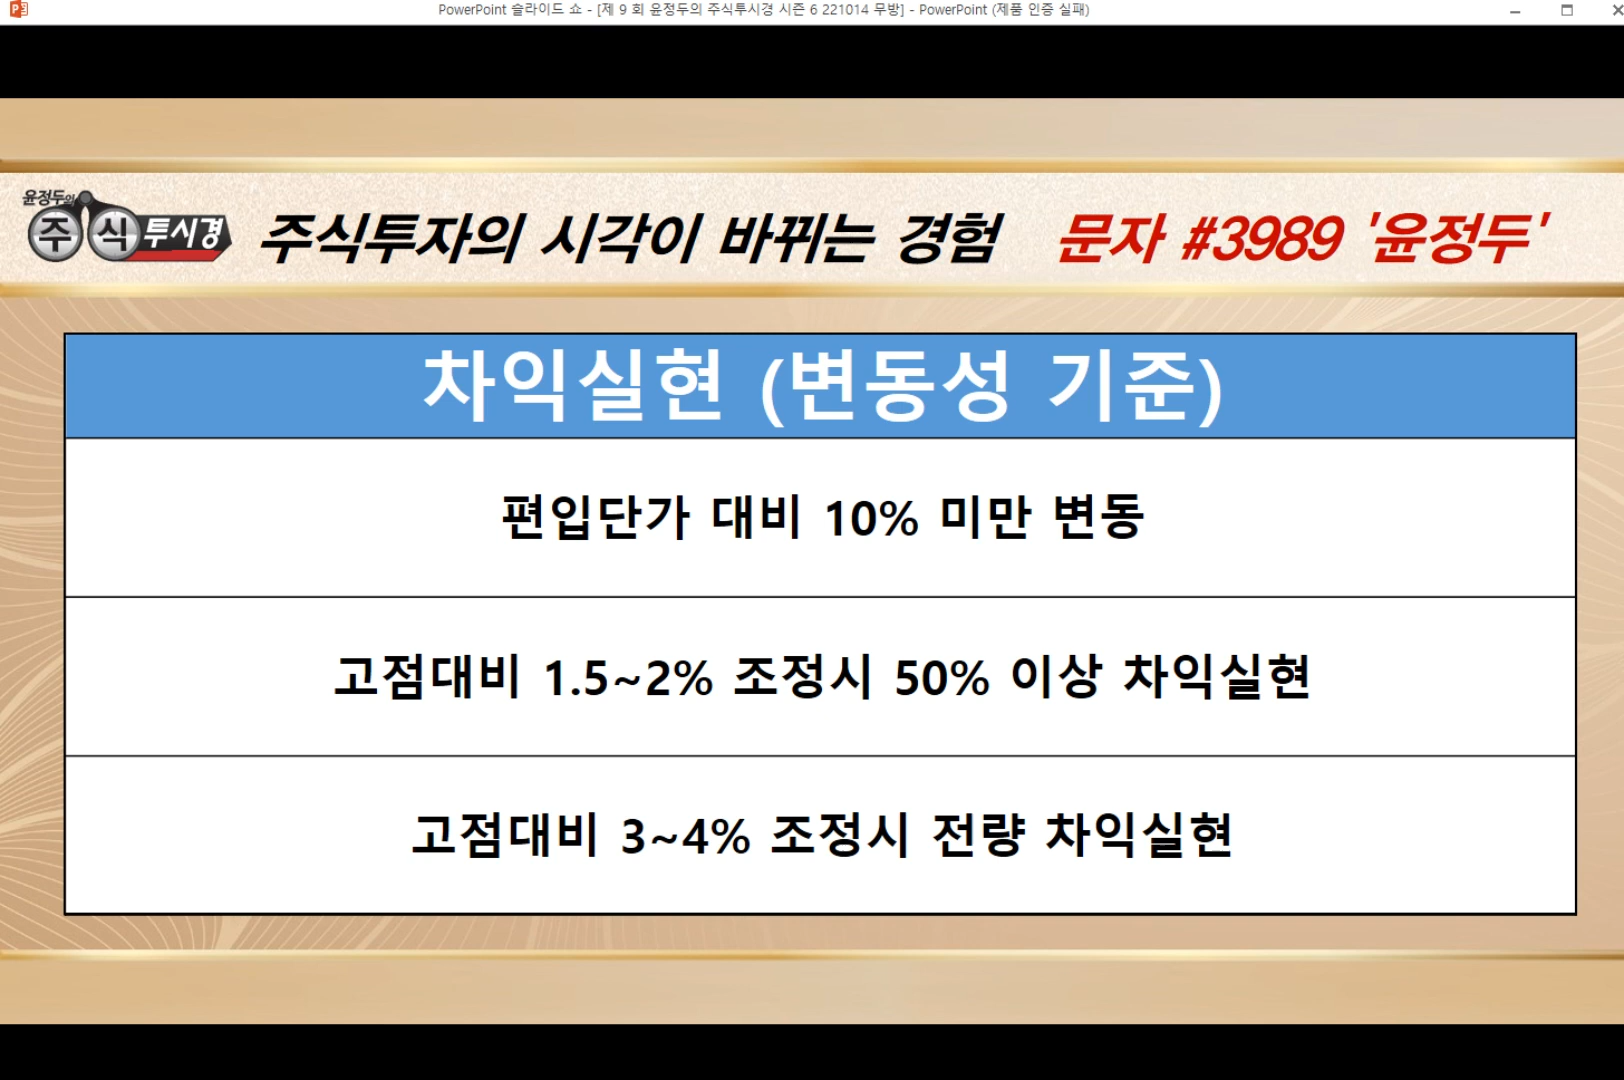 PowerPoint 슬라이드 쇼 - [제 9 회 윤정두의 주식투시경 시즌 6 221014 무방] - PowerPoint (제품 인증 실패)
윤정두의
주식투시경
주식투자의 시각이 바뀌는 경험 문자 #3989 '윤정두'
차익실현 (변동성 기준)
편입단가 대비 10% 미만 변동
고점대비 1.5~2% 조정시 50% 이상 차익실현
고점대비 3~4% 조정시 전량 차익실현